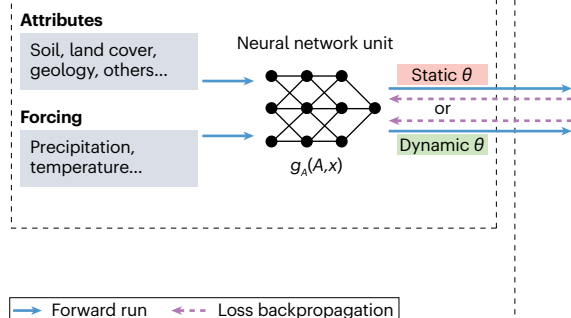 Attributes
Soil, land cover,
geology, others...
Neural network unit
Static θ
or
Forcing
Precipitation,
temperature...
Dynamic θ
g_A(A,x)
Forward run
Loss backpropagation